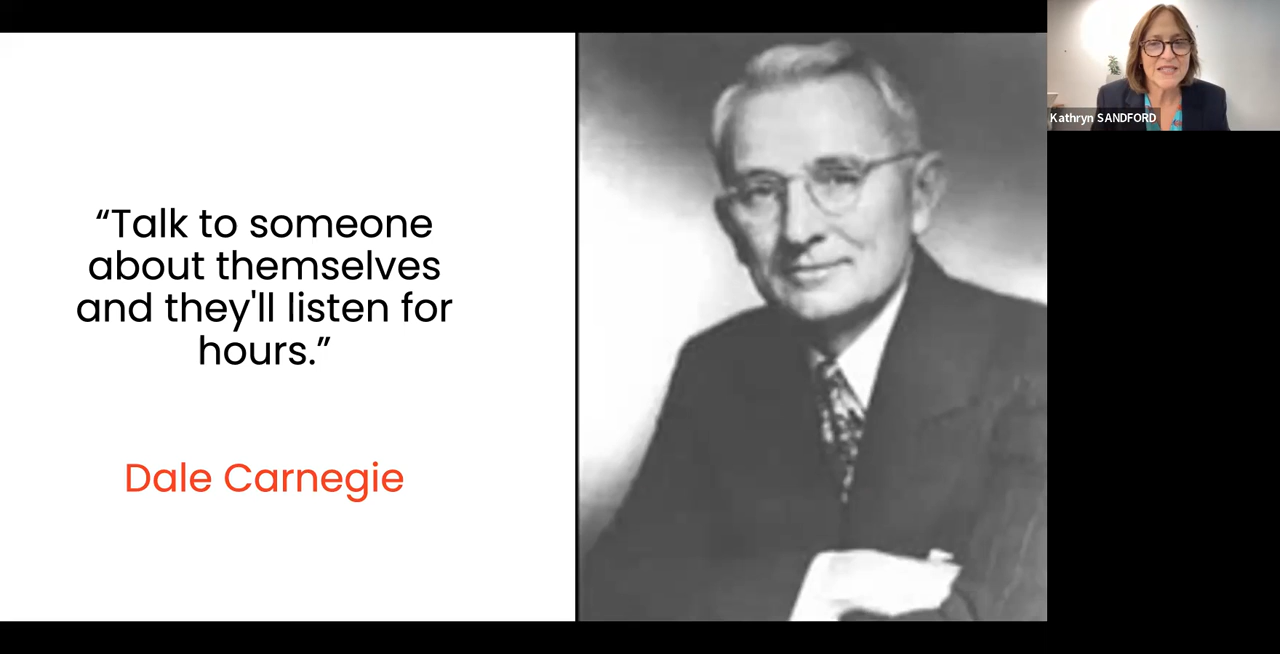 “Talk to someone
about themselves
and they'll listen for
hours.”
Dale Carnegie
Kathryn SANDFORD